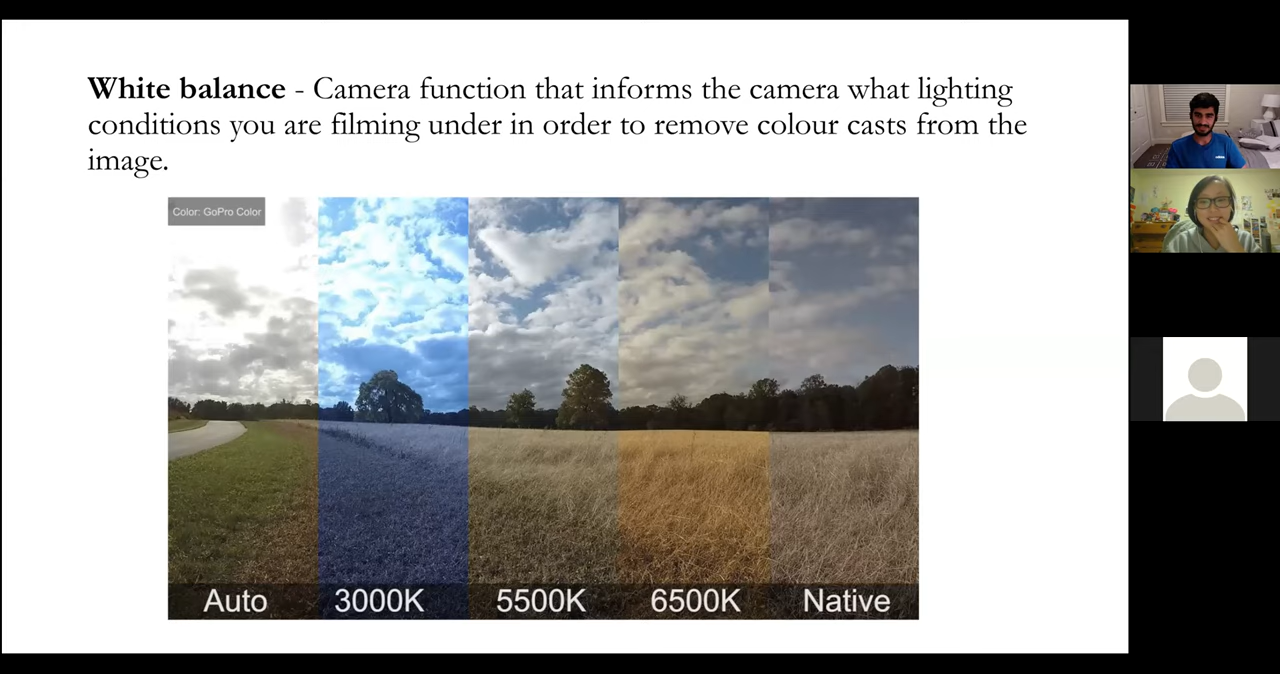 White balance - Camera function that informs the camera what lighting
conditions you are filming under in order to remove colour casts from the
image.
Color: GoPro Color
Auto 3000K 5500K 6500K Native